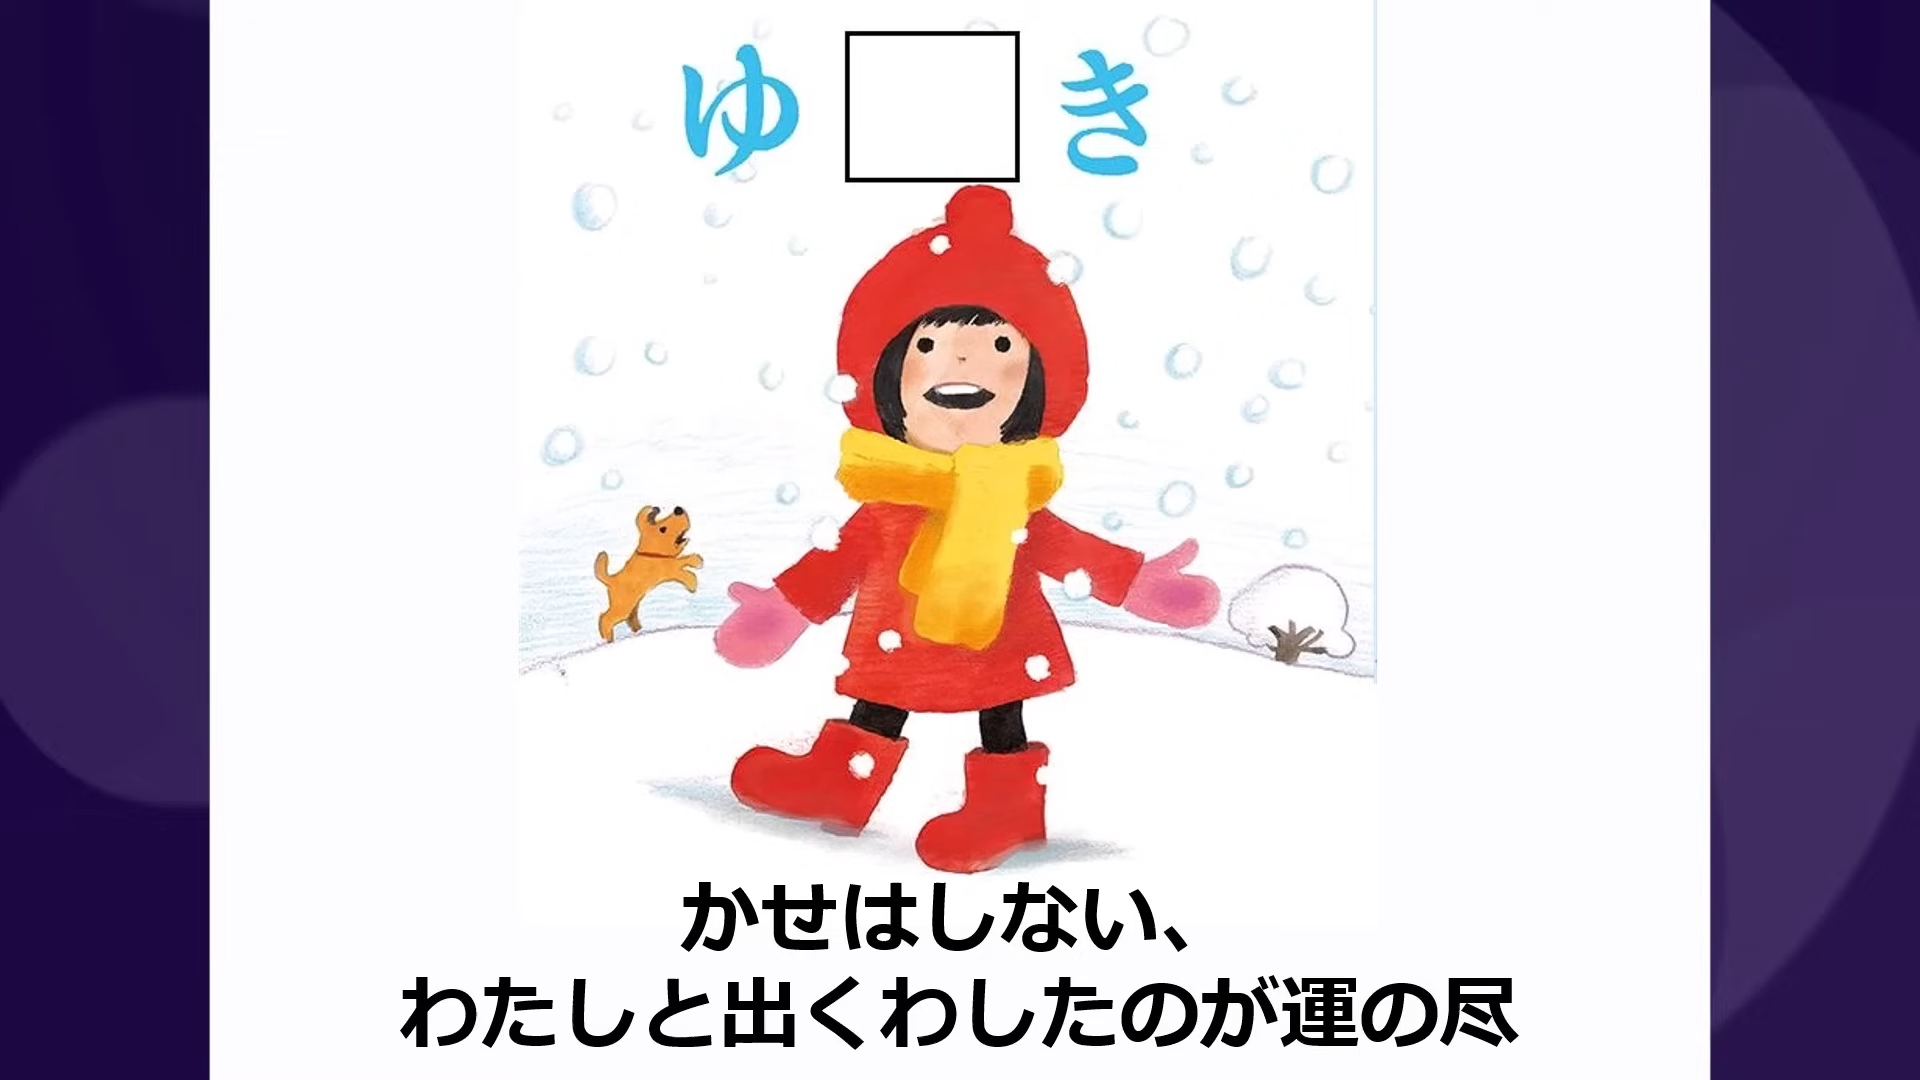 ゆ き
かせはしない、
わたしと出くわしたのが運の尽